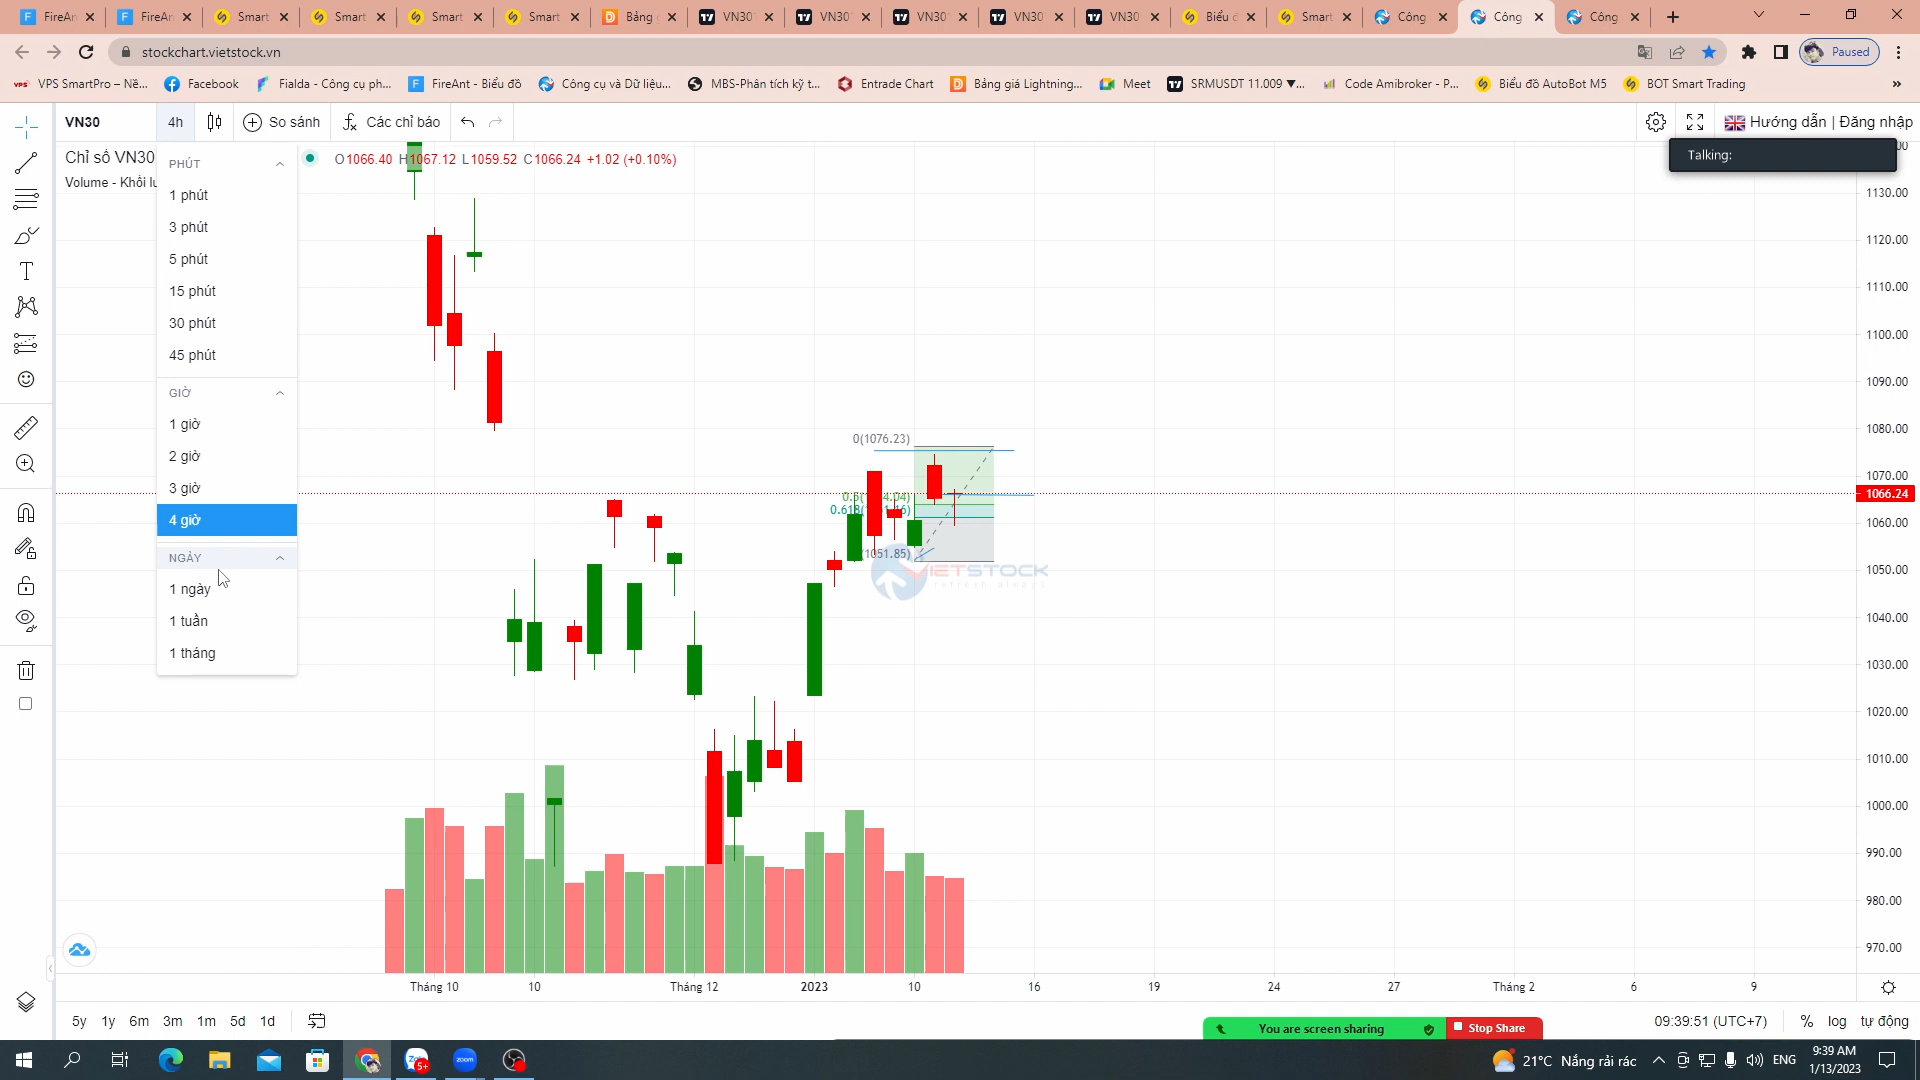 FireAn
FireAn
Smart
Smart
Smart
Smart
Bảng
VN30
VN30
VN30
VN30
VN30
Biểu đ
Smart
Công
Công
Công
stockchart.vietstock.vn
Paused
VPS SmartPro – Nề...
Facebook
Fialda - Công cụ ph...
FireAnt - Biểu đồ
Công cụ và Dữ liệu...
MBS-Phân tích kỹ t...
Entrade Chart
Bảng giá Lightning...
Meet
SRMUSDT 11.009 ▼...
Code Amibroker - P...
Biểu đồ AutoBot M5
BOT Smart Trading
»
VN30
4h
So sánh
Các chỉ báo
Hướng dẫn | Đăng nhập
Talking:
Chỉ số VN30
O1066.40 H1067.12 L1059.52 C1066.24 +1.02 (+0.10%)
Volume - Khối lư
PHÚT
1 phút
3 phút
5 phút
15 phút
30 phút
45 phút
GIỜ
1 giờ
2 giờ
3 giờ
4 giờ
NGÀY
1 ngày
1 tuần
1 tháng
0(1076.23)
(1051.85)
VIETSTOCK
1130.00
1120.00
1110.00
1100.00
1090.00
1080.00
1070.00
1066.24
1060.00
1050.00
1040.00
1030.00
1020.00
1010.00
1000.00
990.00
980.00
970.00
Tháng 10
10
Tháng 12
2023
10
16
19
24
27
Tháng 2
6
9
5y 1y 6m 3m 1m 5d 1d
You are screen sharing
Stop Share
09:39:51 (UTC+7)
% log tự động
zoom
5+
21°C Nắng rải rác
ENG
9:39 AM
1/13/2023